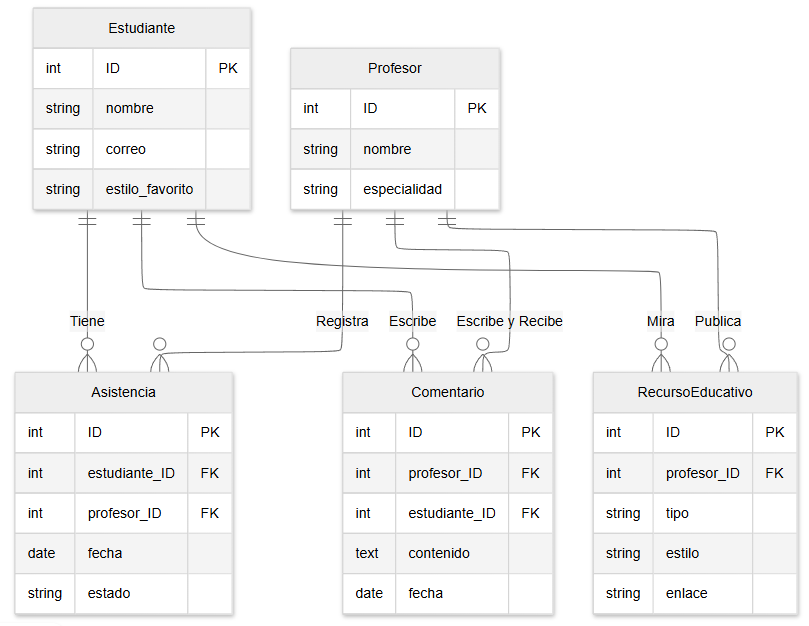 Estudiante
int ID PK
string nombre
string correo
string estilo_favorito
Profesor
int ID PK
string nombre
string especialidad
Tiene
Registra
Escribe
Escribe y Recibe
Mira
Publica
Asistencia
int ID PK
int estudiante_ID FK
int profesor_ID FK
date fecha
string estado
Comentario
int ID PK
int profesor_ID FK
int estudiante_ID FK
text contenido
date fecha
RecursoEducativo
int ID PK
int profesor_ID FK
string tipo
string estilo
string enlace